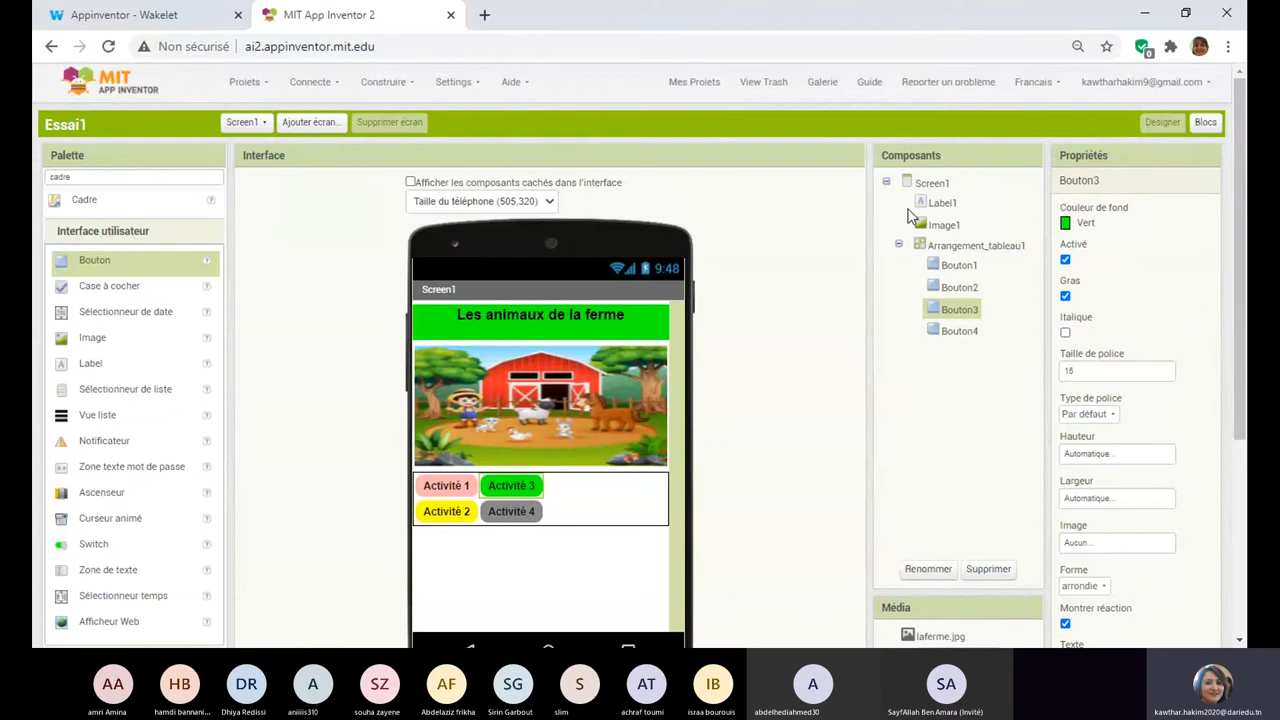 Appinventor - Wakelet
MIT App Inventor 2
Non sécurisé
ai2.appinventor.mit.edu
0
MIT
APP INVENTOR
Projets
Connecte
Construire
Settings
Aide
Mes Projets
View Trash
Galerie
Guide
Reporter un problème
Francais
kawtharhakim9@gmail.com
Essai1
Screen1
Ajouter écran...
Supprimer écran
Designer
Blocs
Palette
cadre
Cadre
Interface utilisateur
Bouton
Case à cocher
Sélectionneur de date
Image
Label
Sélectionneur de liste
Vue liste
Notificateur
Zone texte mot de passe
Ascenseur
Curseur animé
Switch
Zone de texte
Sélectionneur temps
Afficheur Web
Interface
Afficher les composants cachés dans l'interface
Taille du téléphone (505,320)
9:48
Screen1
Les animaux de la ferme
Activité 1
Activité 3
Activité 2
Activité 4
Composants
Screen1
Label1
Image1
Arrangement_tableau1
Bouton1
Bouton2
Bouton3
Bouton4
Renommer
Supprimer
Média
laferme.jpg
Propriétés
Bouton3
Couleur de fond
Vert
Activé
Gras
Italique
Taille de police
15
Type de police
Par défaut
Hauteur
Automatique...
Largeur
Automatique...
Image
Aucun...
Forme
arrondie
Montrer réaction
Texte
AA
HB
DR
A
SZ
AF
SG
S
AT
IB
A
SA
amri Amina
hamdi bannani...
Dhiya Redissi
aniiiis310
souha zayene
Abdelaziz frikha
Sirin Garbout
slim
achraf toumi
israa bourouis
abdelhediahmed30
SayfAllah Ben Amara (Invité)
kawthar.hakim2020@dariedu.tn